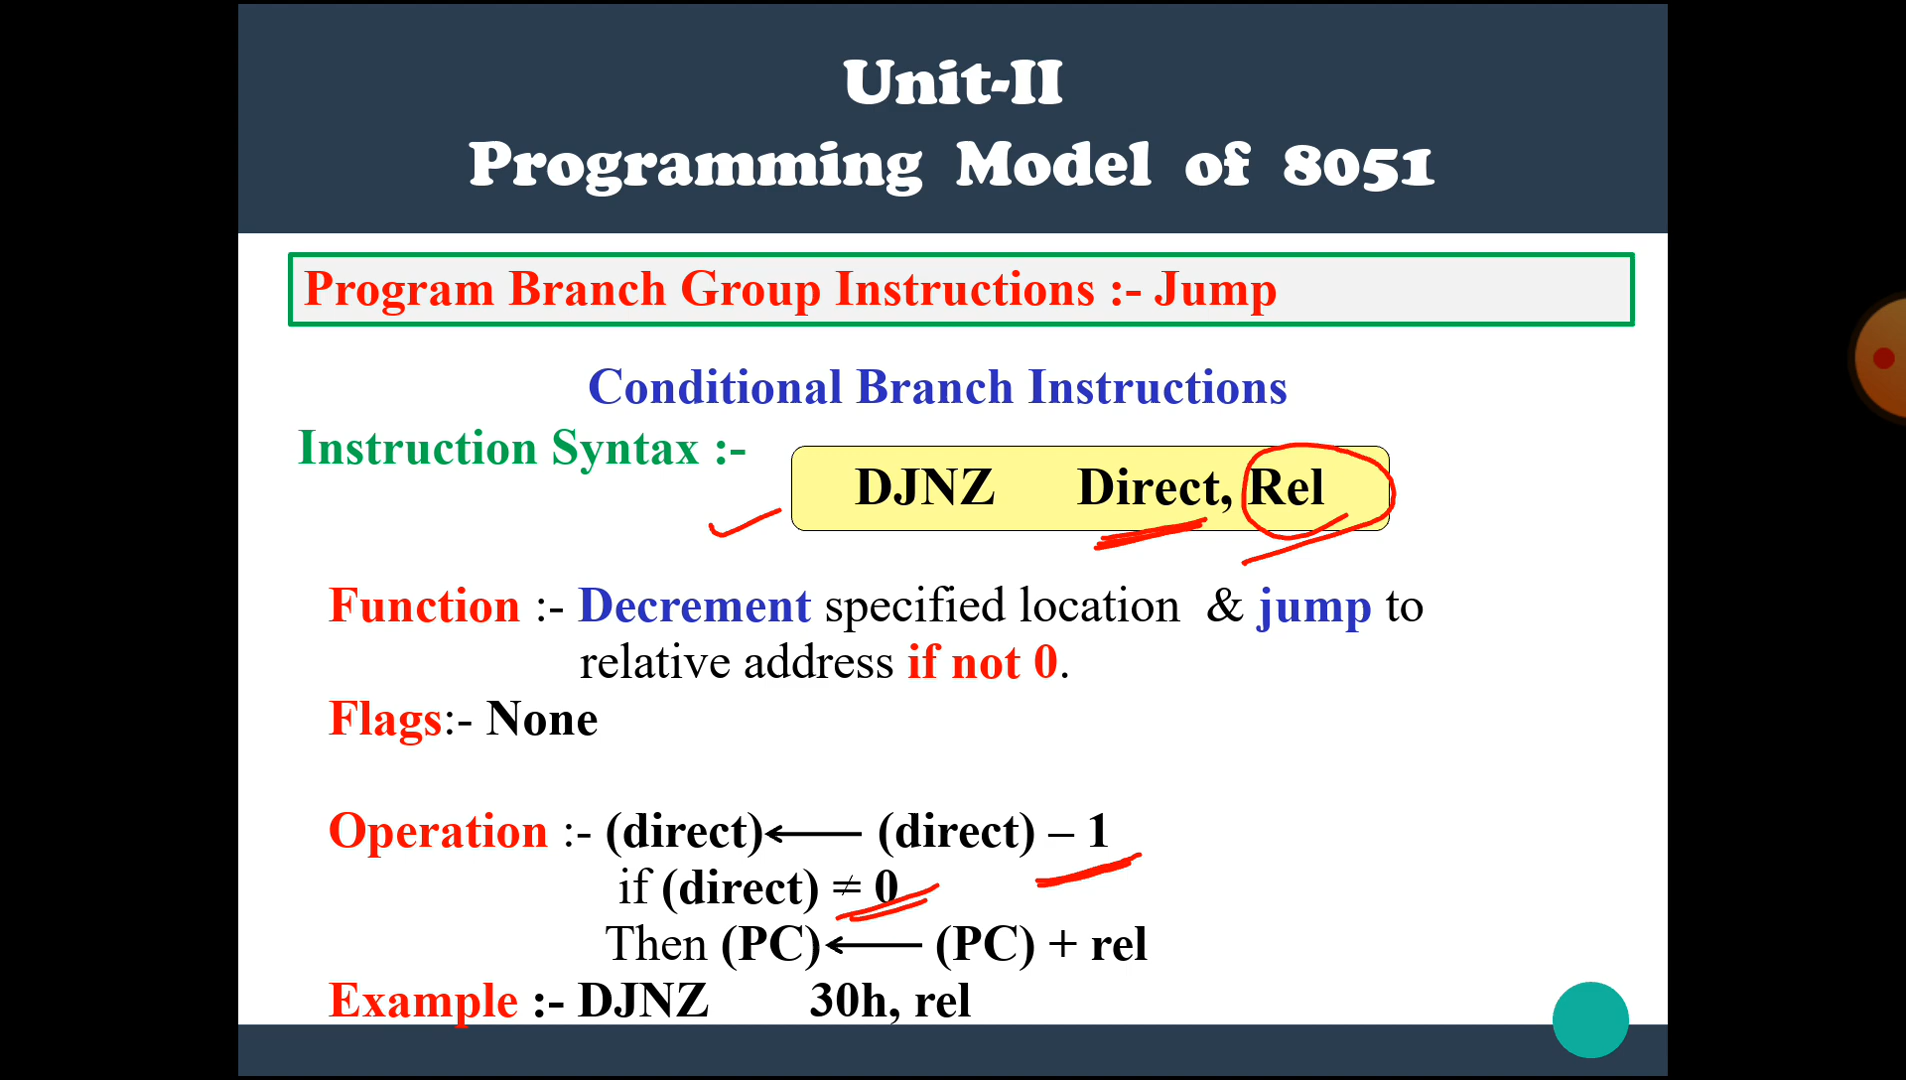 Unit-II
Programming Model of 8051
Program Branch Group Instructions :- Jump
Conditional Branch Instructions
Instruction Syntax :-
DJNZ Direct, Rel
Function :- Decrement specified location & jump to
relative address if not 0.
Flags:- None
Operation :- (direct)← (direct) – 1
if (direct) ≠ 0
Then (PC)← (PC) + rel
Example :- DJNZ 30h, rel